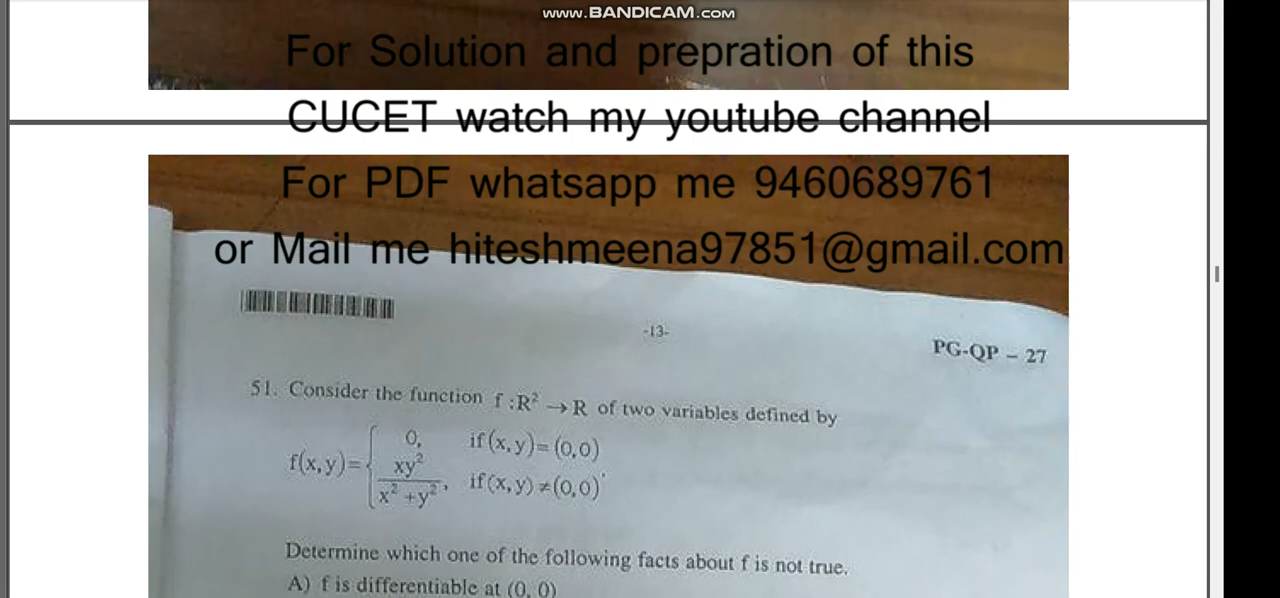 www.BANDICAM.com
For Solution and prepration of this
CUCET watch my youtube channel
For PDF whatsapp me 9460689761
or Mail me hiteshmeena97851@gmail.com
-13-
PG-QP – 27
51. Consider the function f :R² → R of two variables defined by
f(x,y)= { 0, if (x,y)= (0,0)
xy²/(x² +y²), if (x,y) ≠ (0,0)
Determine which one of the following facts about f is not true.
A) f is differentiable at (0, 0)